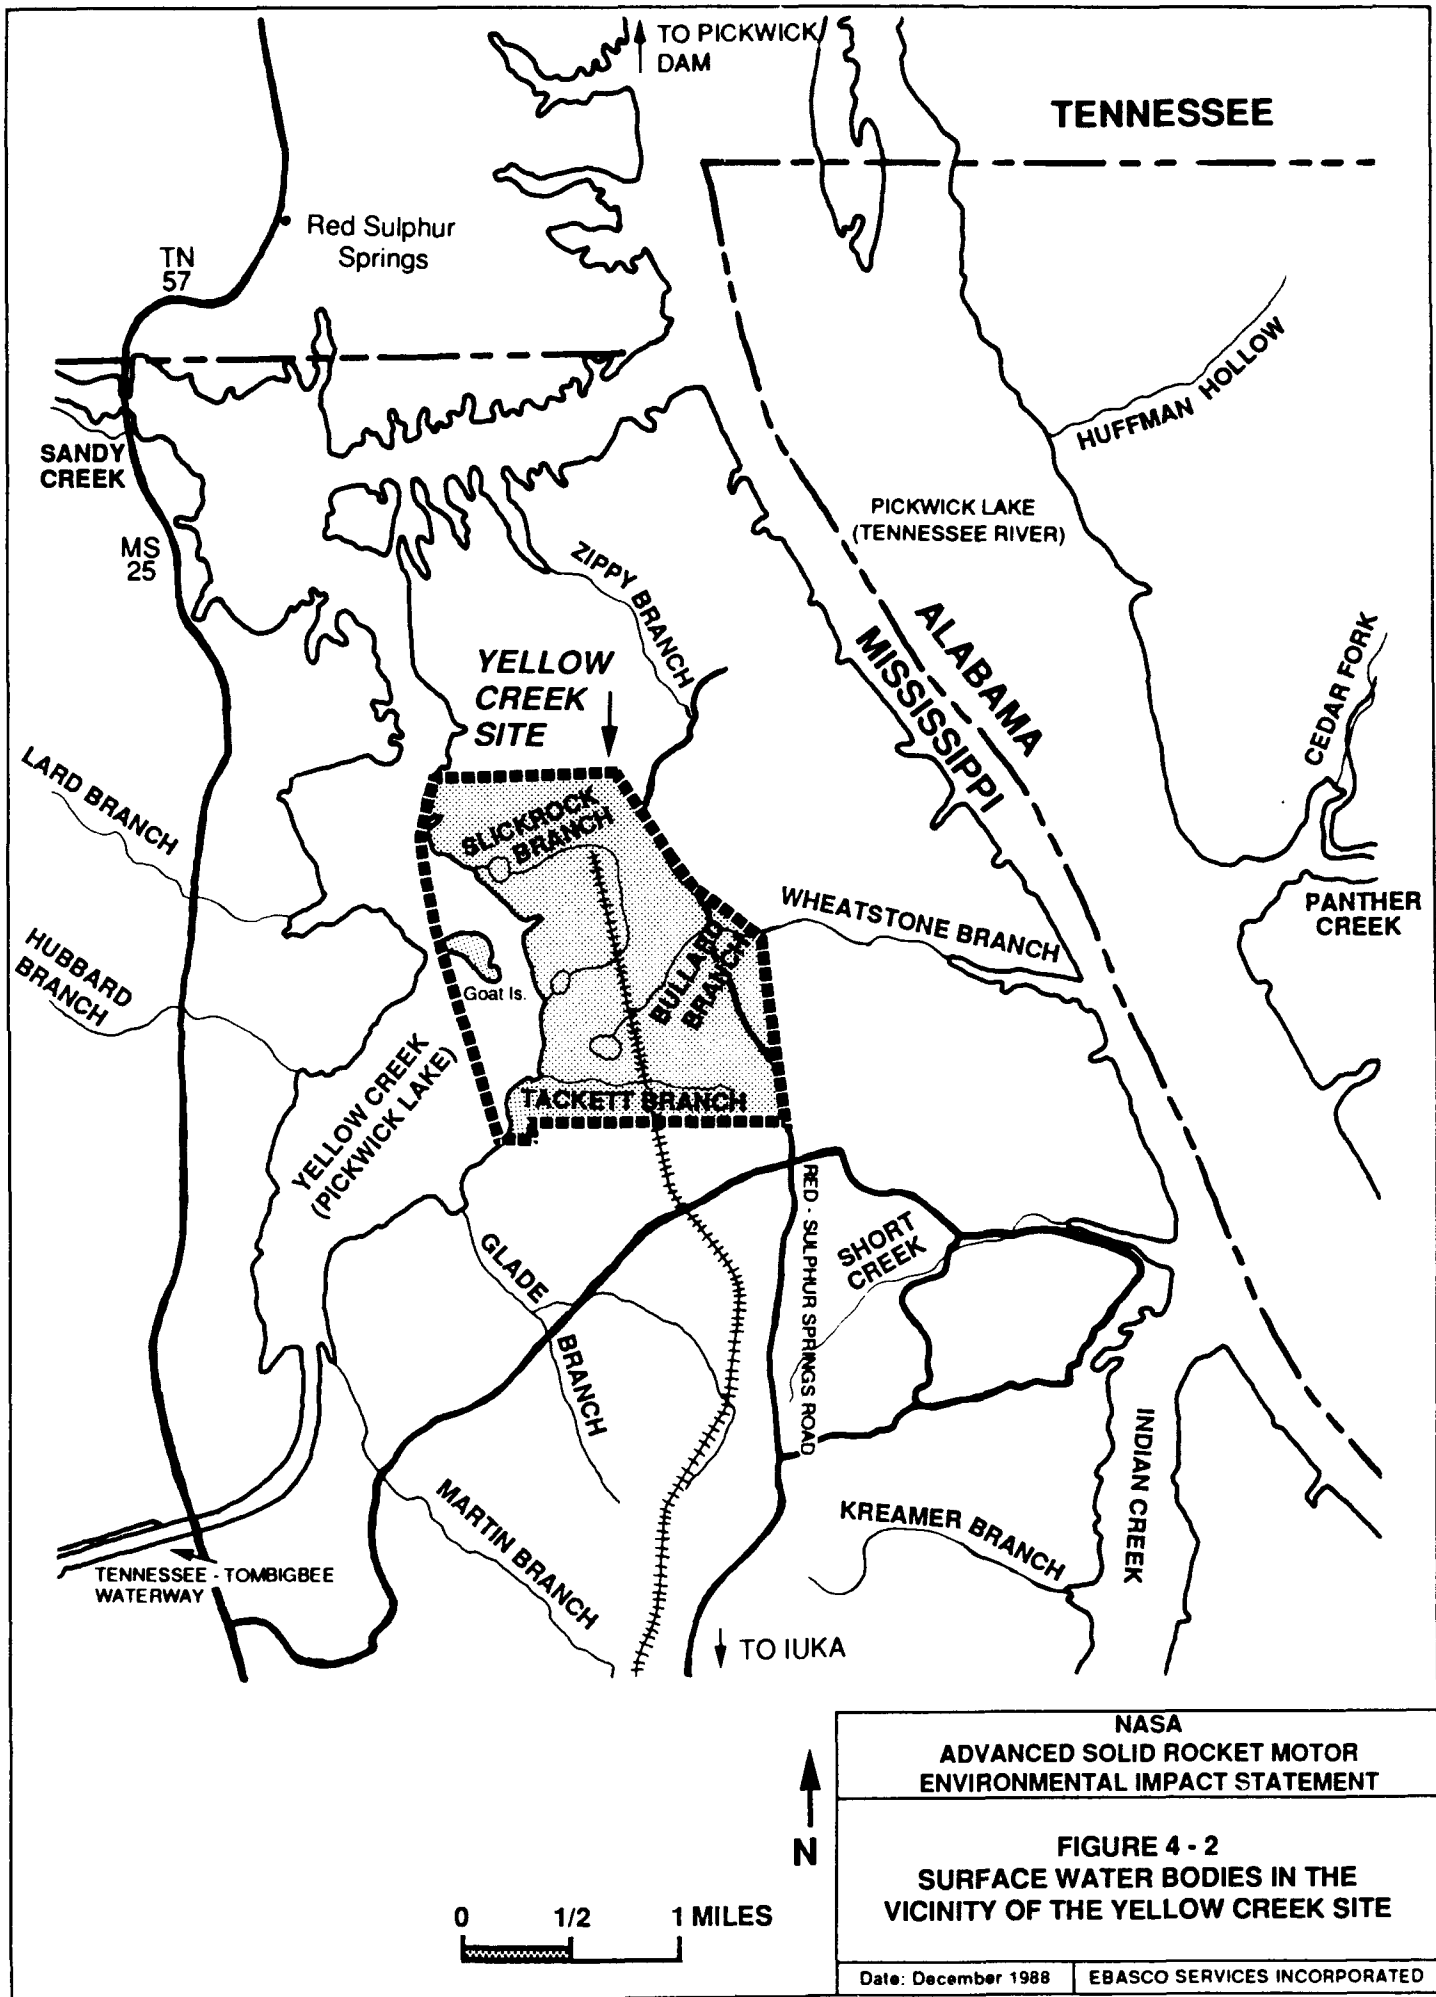 TO PICKWICK
DAM
TENNESSEE
Red Sulphur
Springs
TN
57
HUFFMAN HOLLOW
SANDY
CREEK
PICKWICK LAKE
(TENNESSEE RIVER)
MS
25
ZIPPY BRANCH
ALABAMA
MISSISSIPPI
CEDAR FORK
YELLOW
CREEK
SITE
LARD BRANCH
SLICKROCK
BRANCH
WHEATSTONE BRANCH
PANTHER
CREEK
HUBBARD
BRANCH
BULLARD
BRANCH
Goat Is.
YELLOW CREEK
(PICKWICK LAKE)
TACKETT BRANCH
RED - SULPHUR SPRINGS ROAD
SHORT
CREEK
GLADE
BRANCH
INDIAN CREEK
MARTIN BRANCH
KREAMER BRANCH
TENNESSEE - TOMBIGBEE
WATERWAY
TO IUKA
N
0 1/2 1 MILES
NASA
ADVANCED SOLID ROCKET MOTOR
ENVIRONMENTAL IMPACT STATEMENT
FIGURE 4 - 2
SURFACE WATER BODIES IN THE
VICINITY OF THE YELLOW CREEK SITE
Date: December 1988
EBASCO SERVICES INCORPORATED